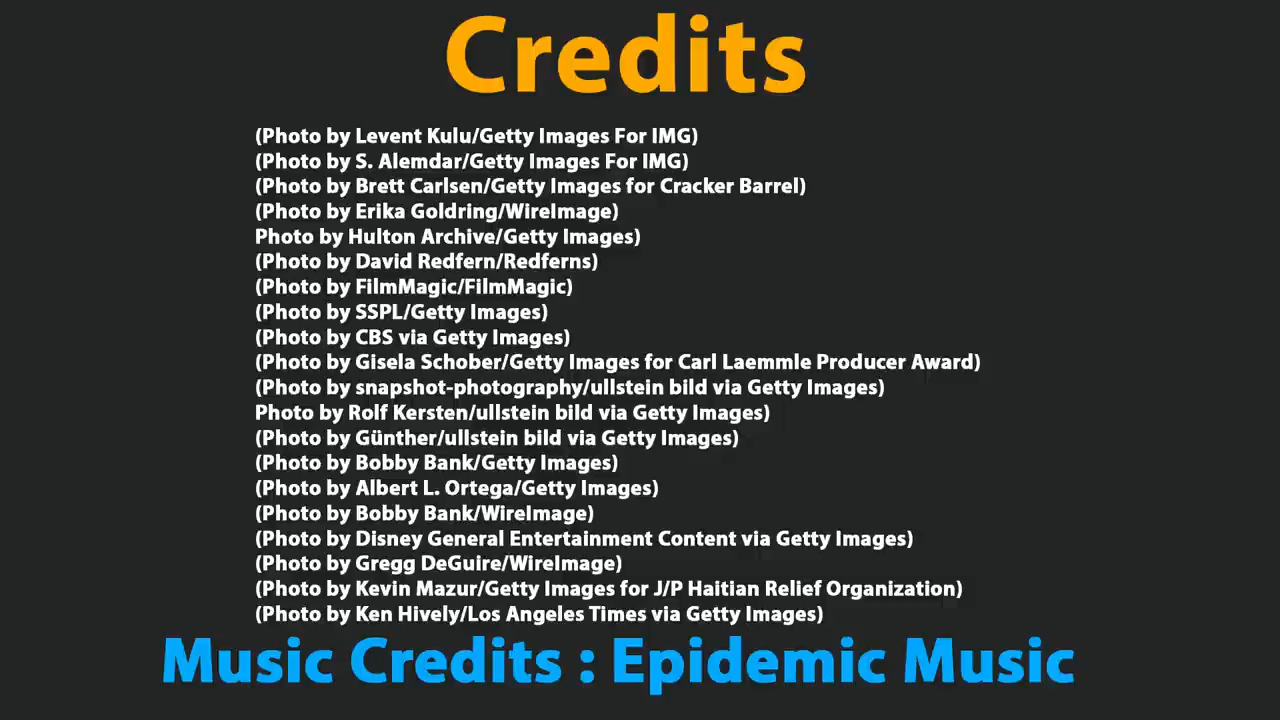 Credits
(Photo by Levent Kulu/Getty Images For IMG)
(Photo by S. Alemdar/Getty Images For IMG)
(Photo by Brett Carlsen/Getty Images for Cracker Barrel)
(Photo by Erika Goldring/WireImage)
Photo by Hulton Archive/Getty Images)
(Photo by David Redfern/Redferns)
(Photo by FilmMagic/FilmMagic)
(Photo by SSPL/Getty Images)
(Photo by CBS via Getty Images)
(Photo by Gisela Schober/Getty Images for Carl Laemmle Producer Award)
(Photo by snapshot-photography/ullstein bild via Getty Images)
Photo by Rolf Kersten/ullstein bild via Getty Images)
(Photo by Günther/ullstein bild via Getty Images)
(Photo by Bobby Bank/Getty Images)
(Photo by Albert L. Ortega/Getty Images)
(Photo by Bobby Bank/WireImage)
(Photo by Disney General Entertainment Content via Getty Images)
(Photo by Gregg DeGuire/WireImage)
(Photo by Kevin Mazur/Getty Images for J/P Haitian Relief Organization)
(Photo by Ken Hively/Los Angeles Times via Getty Images)
Music Credits : Epidemic Music